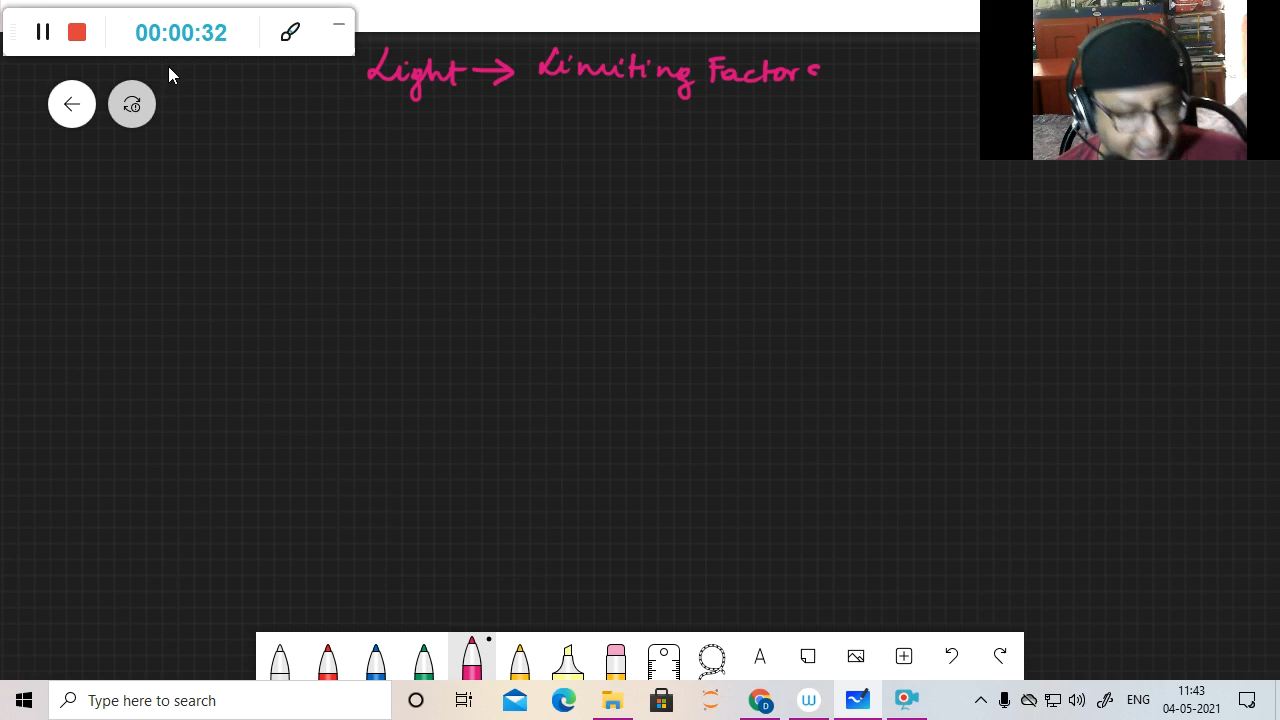 00:00:32
Light → Limiting Factors
A
Type here to search
ENG
11:43
04-05-2021